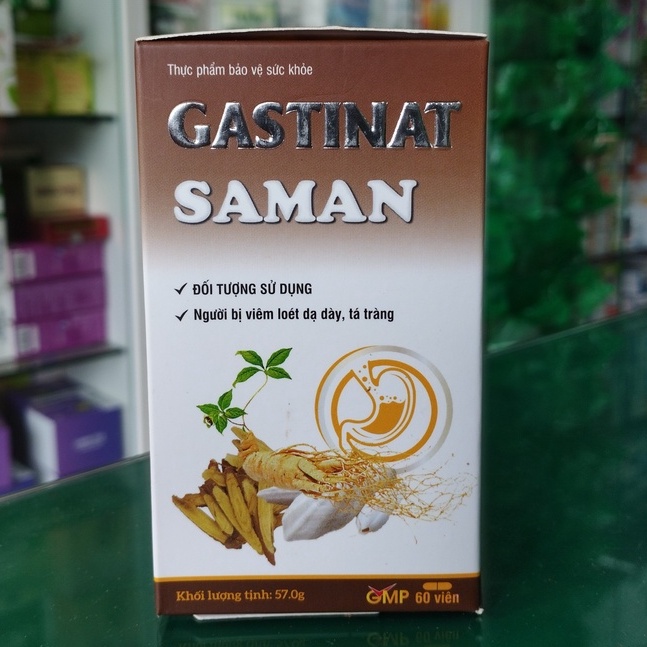 Thực phẩm bảo vệ sức khỏe
GASTINAT
SAMAN
ĐỐI TƯỢNG SỬ DỤNG
Người bị viêm loét dạ dày, tá tràng
Khối lượng tịnh: 57.0g
GMP 60 viên